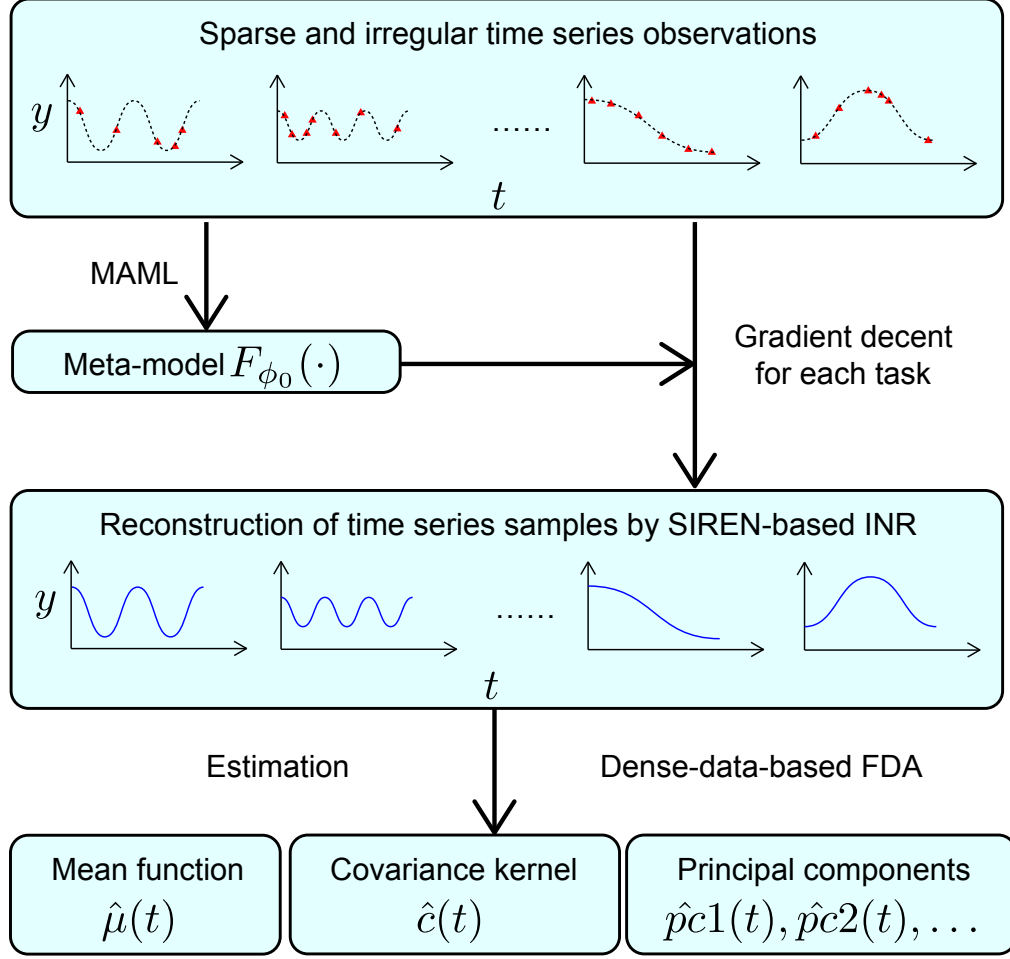 Sparse and irregular time series observations
y
......
t
MAML
Meta-model $F_{\phi_0}(\cdot)$
Gradient decent
for each task
Reconstruction of time series samples by SIREN-based INR
y
......
t
Estimation
Dense-data-based FDA
Mean function
$\hat{\mu}(t)$
Covariance kernel
$\hat{c}(t)$
Principal components
$\hat{pc}1(t), \hat{pc}2(t), \ldots$